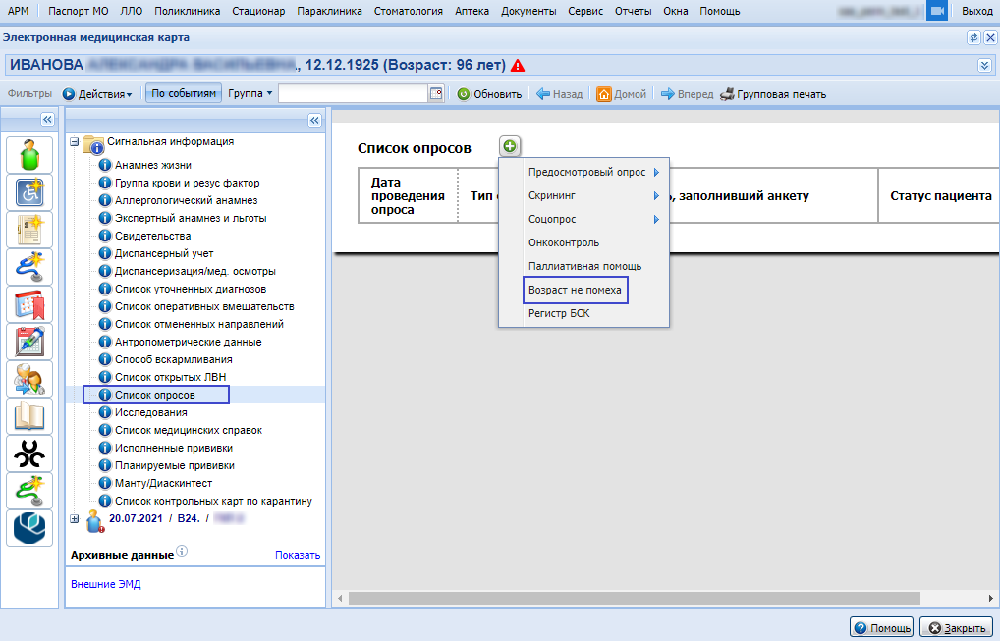 АРМ Паспорт МО ЛЛО Поликлиника Стационар Параклиника Стоматология Аптека Документы Сервис Отчеты Окна Помощь Выход
Электронная медицинская карта
ИВАНОВА , 12.12.1925 (Возраст: 96 лет)
Фильтры Действия По событиям Группа Обновить Назад Домой Вперед Групповая печать
Сигнальная информация
Анамнез жизни
Группа крови и резус фактор
Аллергологический анамнез
Экспертный анамнез и льготы
Свидетельства
Диспансерный учет
Диспансеризация/мед. осмотры
Список уточненных диагнозов
Список оперативных вмешательств
Список отмененных направлений
Антропометрические данные
Способ вскармливания
Список открытых ЛВН
Список опросов
Исследования
Список медицинских справок
Исполненные прививки
Планируемые прививки
Манту/Диаскинтест
Список контрольных карт по карантину
20.07.2021 / B24. /
Архивные данные Показать
Внешние ЭМД
Список опросов
Дата
проведения
опроса
Тип
, заполнивший анкету
Статус пациента
Предосмотровый опрос
Скрининг
Соцопрос
Онкоконтроль
Паллиативная помощь
Возраст не помеха
Регистр БСК
Помощь Закрыть